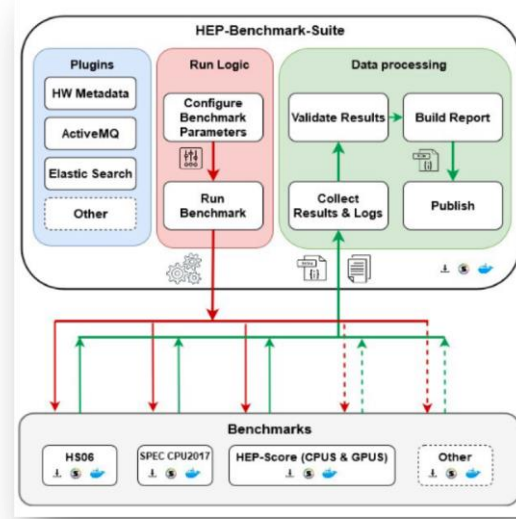 HEP-Benchmark-Suite
Plugins
HW Metadata
ActiveMQ
Elastic Search
Other
Run Logic
Configure
Benchmark
Parameters
Run
Benchmark
Data processing
Validate Results
Build Report
Collect
Results & Logs
Publish
Benchmarks
HS06
SPEC CPU2017
HEP-Score (CPUS & GPUS)
Other